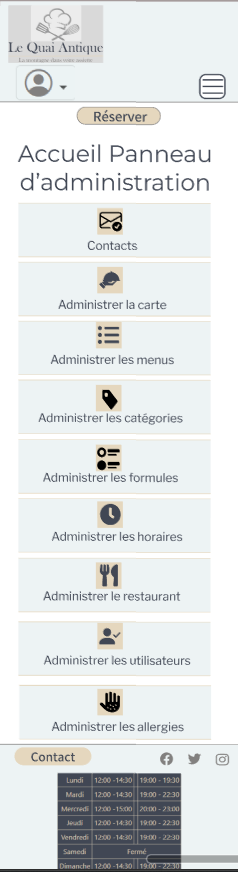 Le Quai Antique
La montagne dans votre assiette
Réserver
Accueil Panneau
d'administration
Contacts
Administrer la carte
Administrer les menus
Administrer les catégories
Administrer les formules
Administrer les horaires
Administrer le restaurant
Administrer les utilisateurs
Administrer les allergies
Contact
Lundi 12:00 -14:30 19:00 - 19:30
Mardi 12:00 -14:30 19:00 - 22:30
Mercredi 12:00 -15:00 20:00 - 23:00
Jeudi 12:00 -14:30 19:00 - 22:30
Vendredi 12:00 -14:30 19:00 - 22:30
Samedi Fermé
Dimanche 12:00 -14:30 19:00 - 22:30